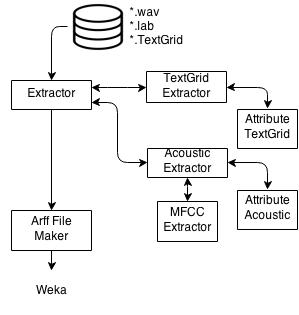 *.wav
*.lab
*.TextGrid
Extractor
TextGrid
Extractor
Attribute
TextGrid
Acoustic
Extractor
MFCC
Extractor
Attribute
Acoustic
Arff File
Maker
Weka